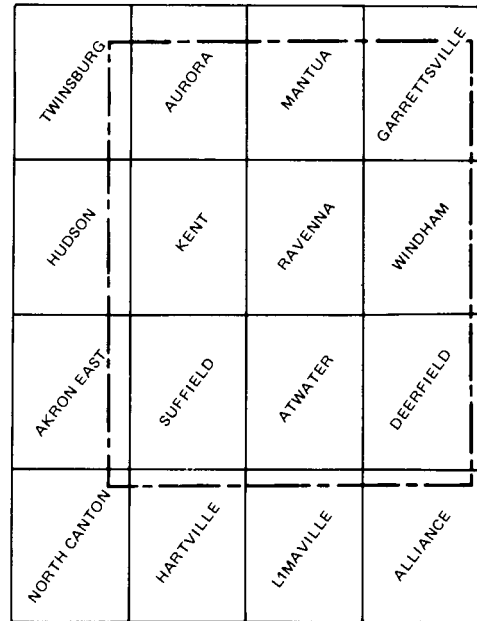 TWINSBURG
AURORA
MANTUA
GARRETTSVILLE
HUDSON
KENT
RAVENNA
WINDHAM
AKRON EAST
SUFFIELD
ATWATER
DEERFIELD
NORTH CANTON
HARTVILLE
LIMAVILLE
ALLIANCE